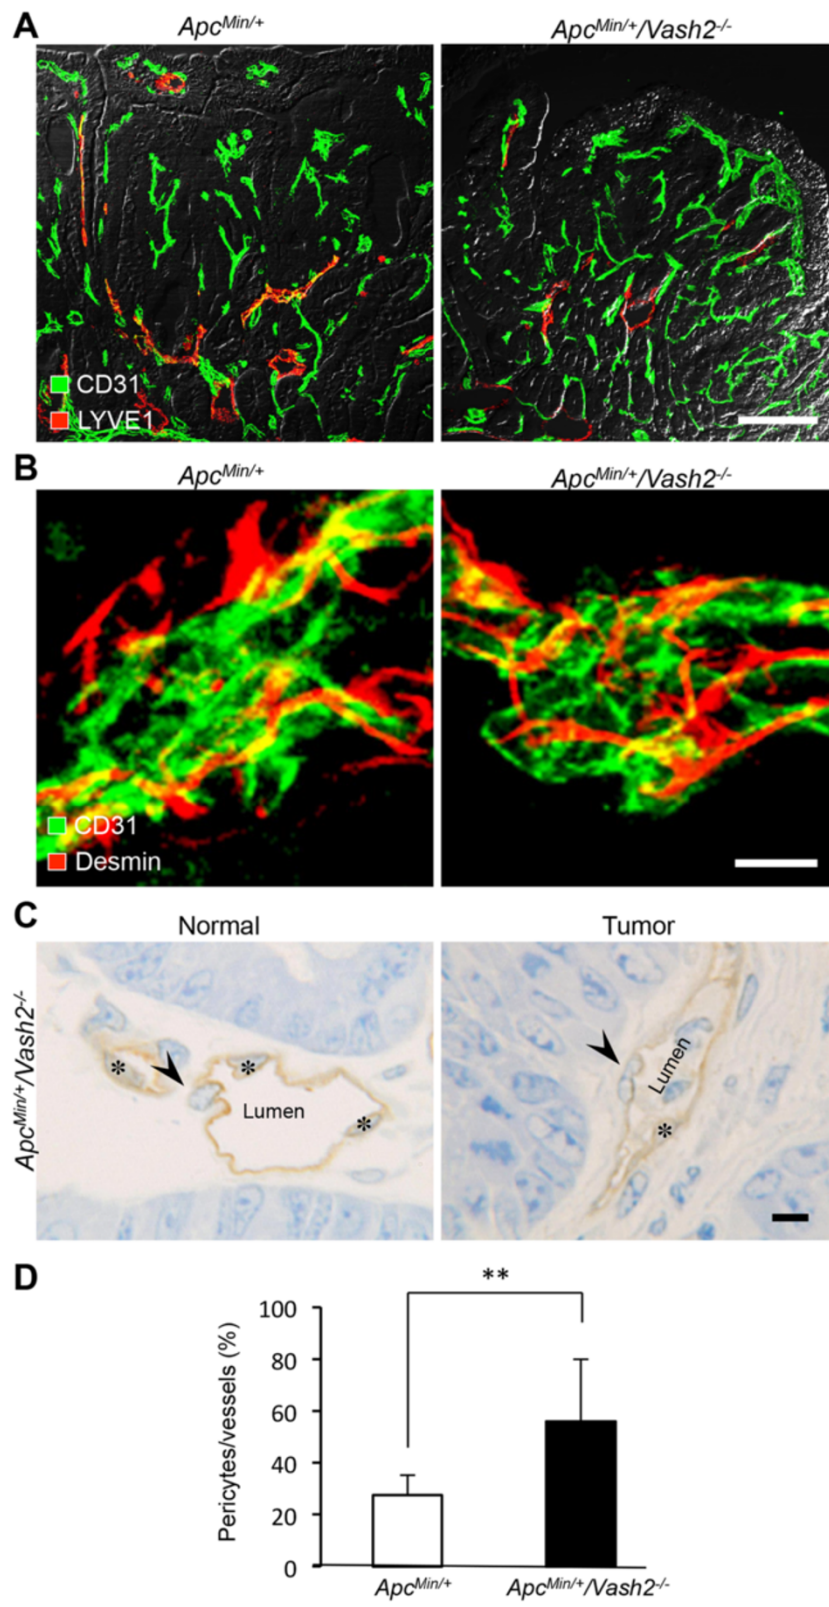 A
Apc^Min/+
Apc^Min/+/Vash2^-/-
CD31
LYVE1
B
Apc^Min/+
Apc^Min/+/Vash2^-/-
CD31
Desmin
C
Normal
Tumor
Apc^Min/+/Vash2^-/-
*
*
Lumen
*
Lumen
*
D
**
Pericytes/vessels (%)
100
80
60
40
20
0
Apc^Min/+
Apc^Min/+/Vash2^-/-